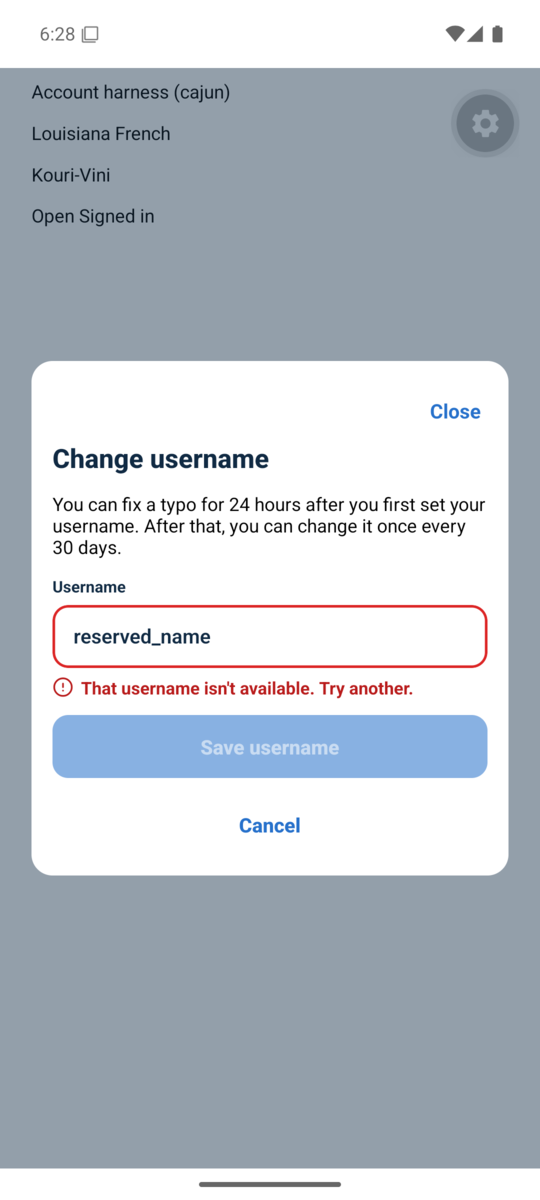 6:28
Account harness (cajun)
Louisiana French
Kouri-Vini
Open Signed in
Close
Change username
You can fix a typo for 24 hours after you first set your
username. After that, you can change it once every
30 days.
Username
reserved_name
That username isn't available. Try another.
Save username
Cancel